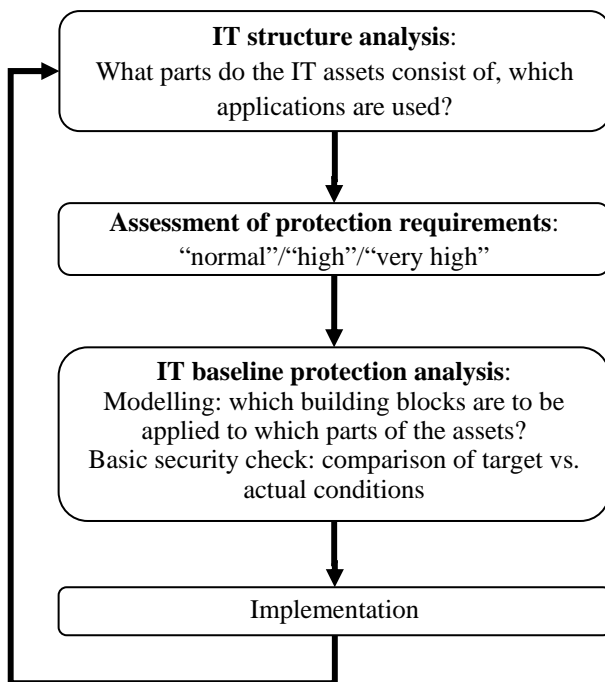 IT structure analysis:
What parts do the IT assets consist of, which
applications are used?
Assessment of protection requirements:
“normal”/“high”/“very high”
IT baseline protection analysis:
Modelling: which building blocks are to be
applied to which parts of the assets?
Basic security check: comparison of target vs.
actual conditions
Implementation